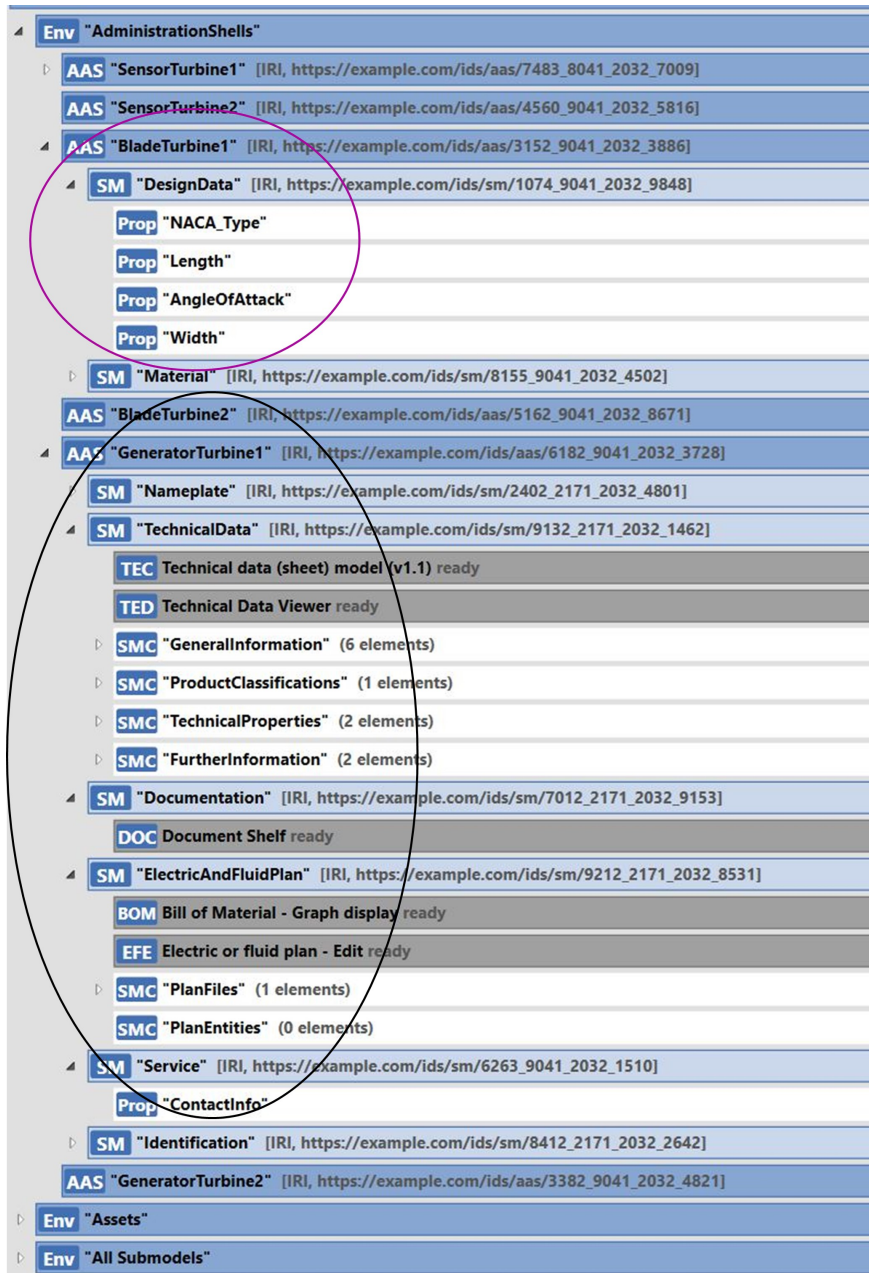 Env "AdministrationShells"
AAS "SensorTurbine1" [IRI, https://example.com/ids/aas/7483_8041_2032_7009]
AAS "SensorTurbine2" [IRI, https://example.com/ids/aas/4560_9041_2032_5816]
AAS "BladeTurbine1" [IRI, https://example.com/ids/aas/3152_9041_2032_3886]
SM "DesignData" [IRI, https://example.com/ids/sm/1074_9041_2032_9848]
Prop "NACA_Type"
Prop "Length"
Prop "AngleOfAttack"
Prop "Width"
SM "Material" [IRI, https://example.com/ids/sm/8155_9041_2032_4502]
AAS "BladeTurbine2" [IRI, https://example.com/ids/aas/5162_9041_2032_8671]
AAS "GeneratorTurbine1" [IRI, https://example.com/ids/aas/6182_9041_2032_3728]
SM "Nameplate" [IRI, https://example.com/ids/sm/2402_2171_2032_4801]
SM "TechnicalData" [IRI, https://example.com/ids/sm/9132_2171_2032_1462]
TEC Technical data (sheet) model (v1.1) ready
TED Technical Data Viewer ready
SMC "GeneralInformation" (6 elements)
SMC "ProductClassifications" (1 elements)
SMC "TechnicalProperties" (2 elements)
SMC "FurtherInformation" (2 elements)
SM "Documentation" [IRI, https://example.com/ids/sm/7012_2171_2032_9153]
DOC Document Shelf ready
SM "ElectricAndFluidPlan" [IRI, https://example.com/ids/sm/9212_2171_2032_8531]
BOM Bill of Material - Graph display ready
EFE Electric or fluid plan - Edit ready
SMC "PlanFiles" (1 elements)
SMC "PlanEntities" (0 elements)
SM "Service" [IRI, https://example.com/ids/sm/6263_9041_2032_1510]
Prop "ContactInfo"
SM "Identification" [IRI, https://example.com/ids/sm/8412_2171_2032_2642]
AAS "GeneratorTurbine2" [IRI, https://example.com/ids/aas/3382_9041_2032_4821]
Env "Assets"
Env "All Submodels"